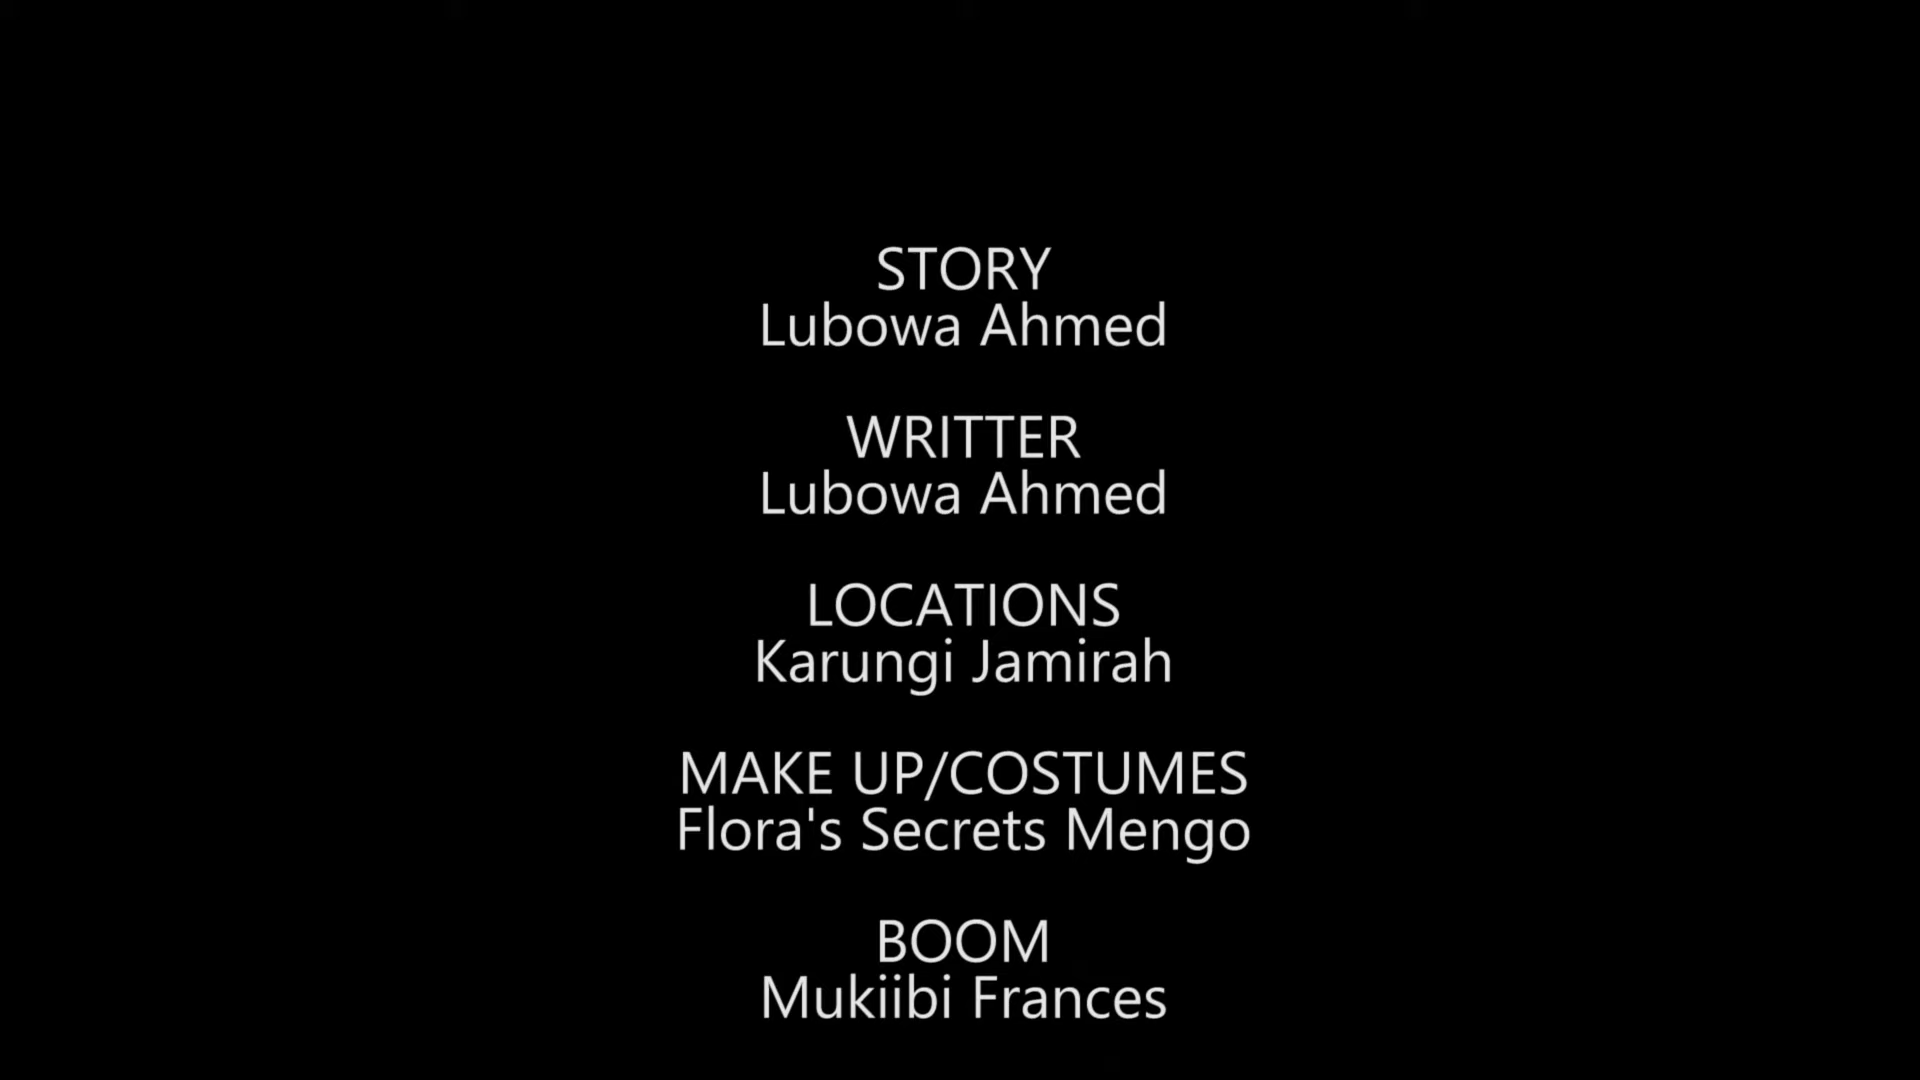 STORY
Lubowa Ahmed
WRITTER
Lubowa Ahmed
LOCATIONS
Karungi Jamirah
MAKE UP/COSTUMES
Flora's Secrets Mengo
BOOM
Mukiibi Frances